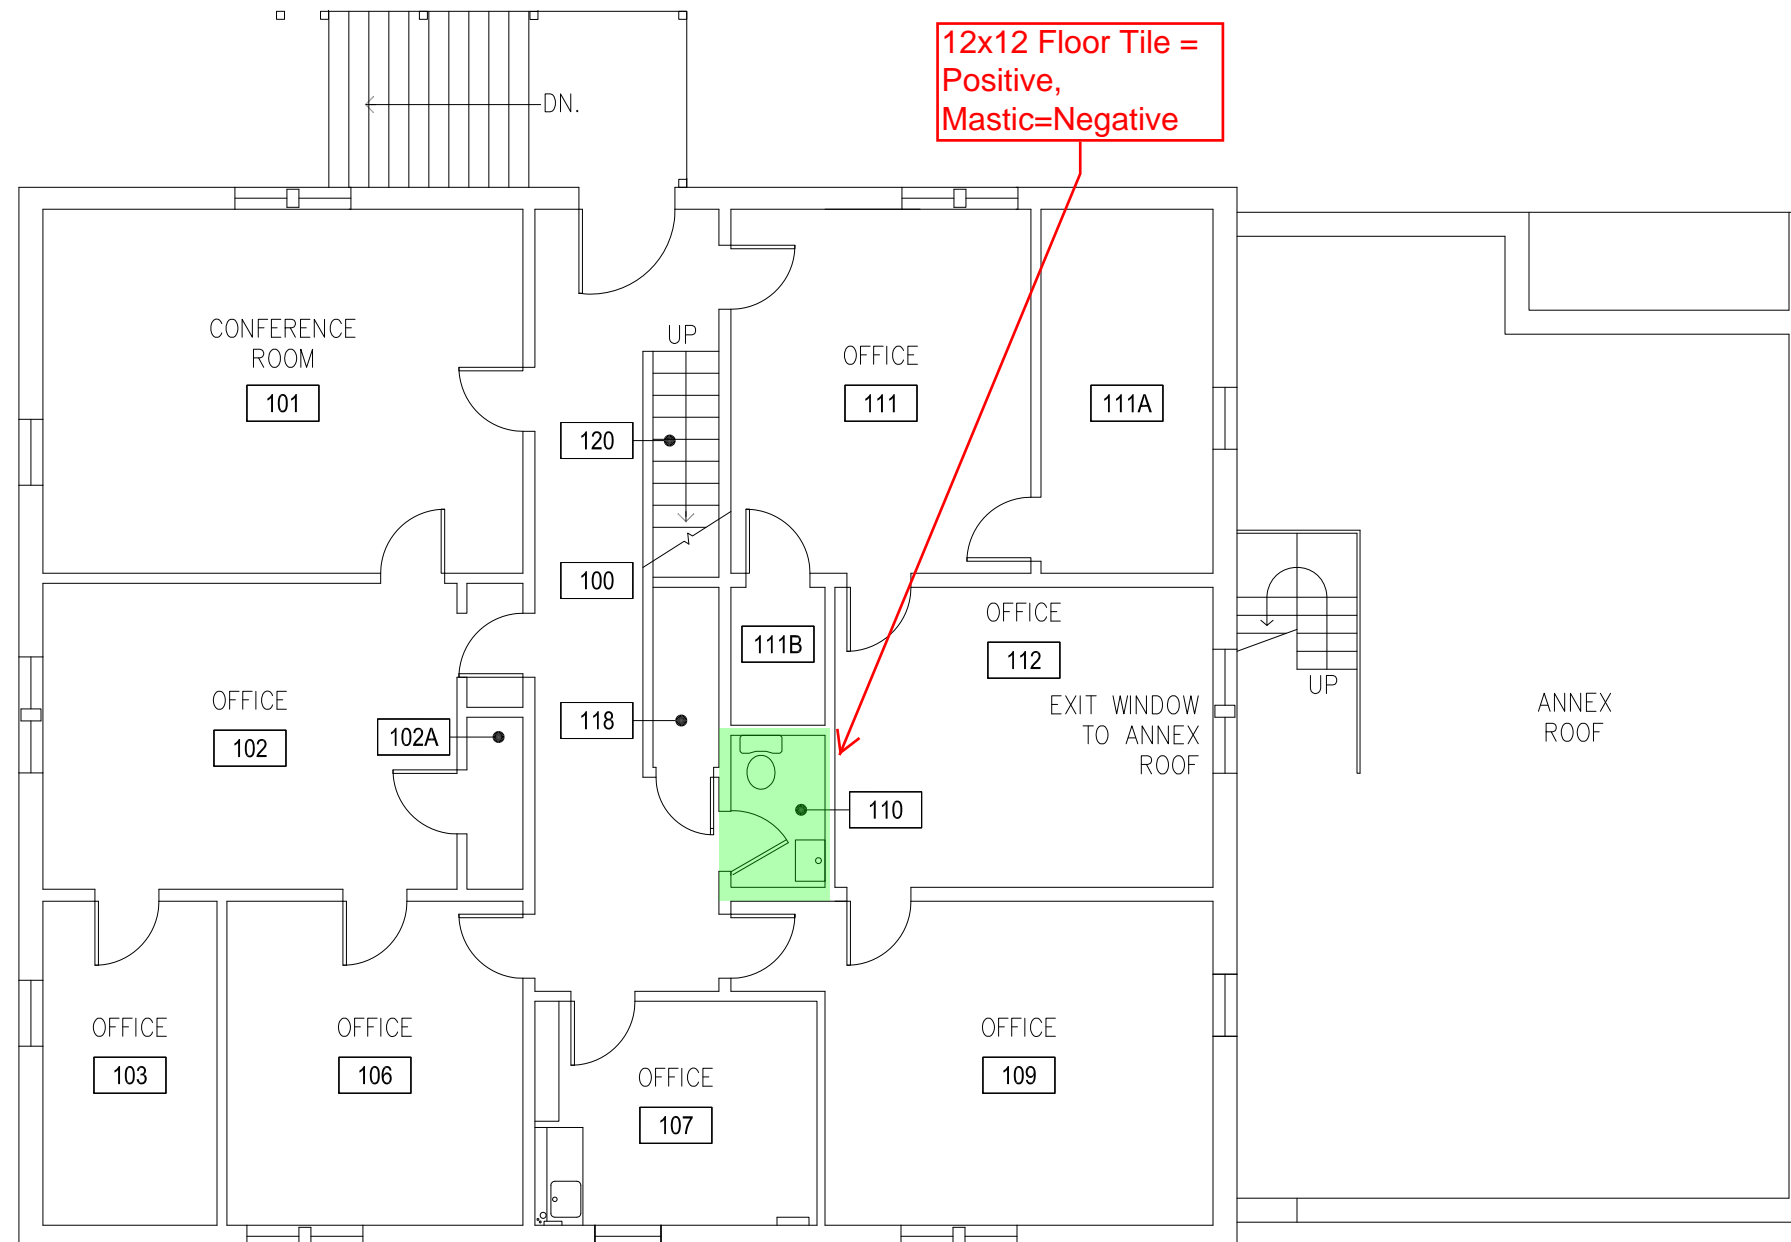 12x12 Floor Tile =
Positive,
Mastic=Negative
DN.
CONFERENCE
ROOM
101
UP
OFFICE
111
111A
120
100
OFFICE
112
111B
EXIT WINDOW
TO ANNEX
ROOF
UP
ANNEX
ROOF
OFFICE
102
102A
118
110
OFFICE
103
OFFICE
106
OFFICE
107
OFFICE
109